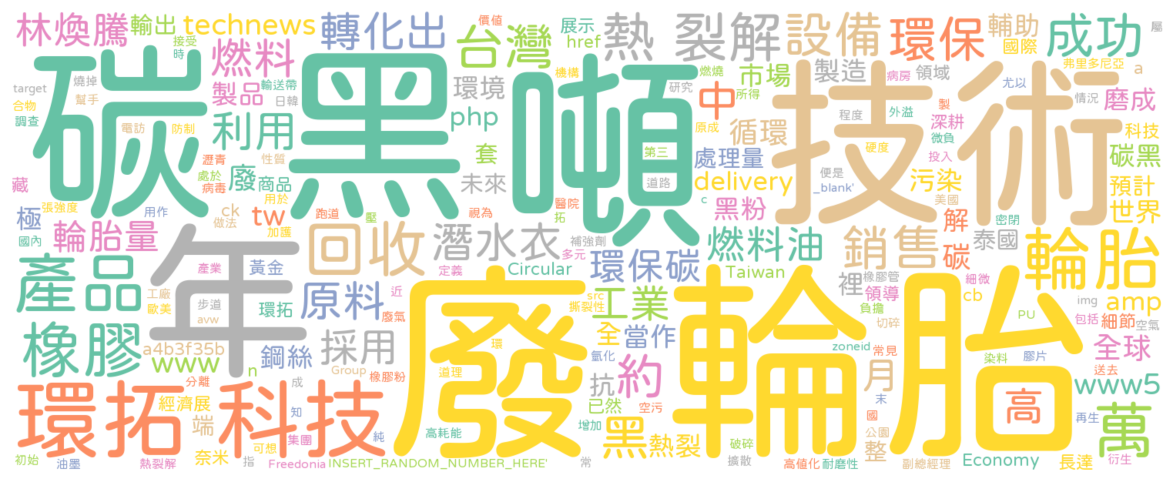 林煥騰 輸出 technews 轉化出 價值 接受 時 台灣 展示 href 熱 裂解 設備 環保 輔助 國際 成功 屬
燃料 碳 黑 噸 技術
target 燒掉 輸送帶 製品 日韓 環境 機構 燃燒 市場 製造 病房 領域 弗里多尼亞 a
合物 幫手 調查 電訪 防制 利用 php 研究 所得 中 原成 程度 外溢 製 尤以 情況 磨成
瀝青 性質 套 第三 循環 硬度 深耕 微負 科技
處於 廢 商品 未來 道路 處理量 投入 碳黑
藏 病毒 用於 delivery 便是 _blank' 污染 美國 預計
張強度 極 用作 ck tw 跑道 壓 視為 醫院 拓 黑粉 c 解 密閉 世界
國內 輪胎量 做法 加護 年 回收 潛水衣 補強劑 多元 燃料油 銷售 碳 泰國 輪胎
產品 產業 黃金 定義 Circular 環保碳 Taiwan 裡 橡膠管 領導 細微 cb amp
工廠 歐美 步道 環拓 原料 近 廢氣 src 撕裂性 工業 負擔 img 空氣
橡膠 avw 廢 輪胎 PU 包括 細節
a4b3f35b www 鋼絲 採用 環 全 當作 切碎 zoneid 常見 染料 膠片 全球
n 分離 Group 橡膠粉 道理 氫化 抗 約 月 末 送去 www5
環拓 科技 經濟展 成 端 知 已然 空污 國 高 再生 萬
高耗能 增加 黑 熱裂 破碎 公園 整
初始 油墨 熱裂解 奈米 集團 可想 純 指 Freedonia INSERT_RANDOM_NUMBER_HERE' 常 擴散 高值化 耐磨性 副總經理 Economy 長達 衍生